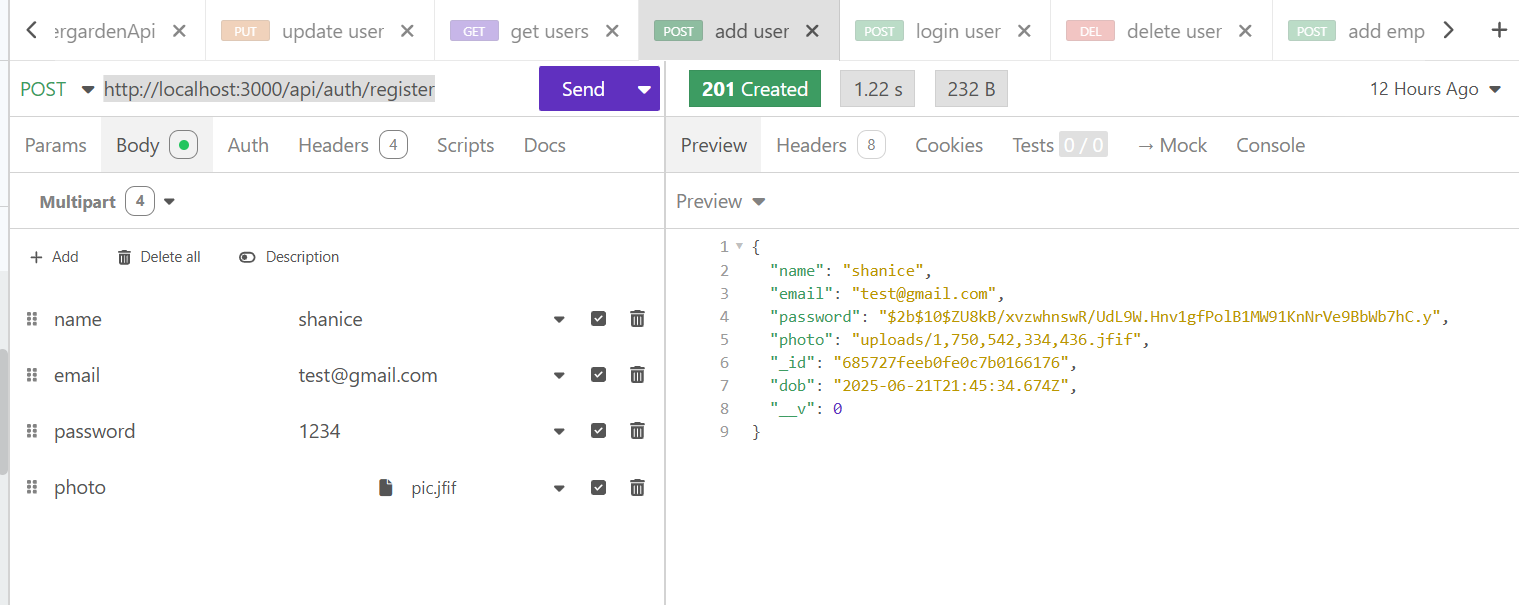 ergardenApi
PUT update user
GET get users
POST add user
POST login user
DEL delete user
POST add emp
POST http://localhost:3000/api/auth/register Send
201 Created 1.22 s 232 B 12 Hours Ago
Params Body Auth Headers 4 Scripts Docs
Preview Headers 8 Cookies Tests 0 / 0 → Mock Console
Multipart 4
Preview
Add Delete all Description
name shanice
email test@gmail.com
password 1234
photo pic.jfif
1 {
2 "name": "shanice",
3 "email": "test@gmail.com",
4 "password": "$2b$10$ZU8kB/xvzwhnswR/UdL9W.Hnv1gfPolB1MW91KnNrVe9BbWb7hC.y",
5 "photo": "uploads/1,750,542,334,436.jfif",
6 "_id": "685727feeb0fe0c7b0166176",
7 "dob": "2025-06-21T21:45:34.674Z",
8 "__v": 0
9 }